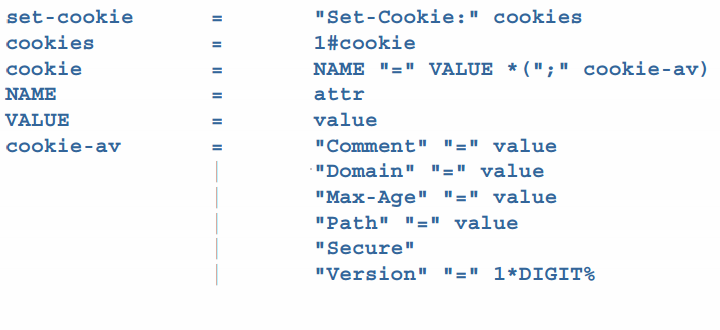 set-cookie = "Set-Cookie:" cookies
cookies = 1#cookie
cookie = NAME "=" VALUE *(";" cookie-av)
NAME = attr
VALUE = value
cookie-av = "Comment" "=" value
| "Domain" "=" value
| "Max-Age" "=" value
| "Path" "=" value
| "Secure"
| "Version" "=" 1*DIGIT%